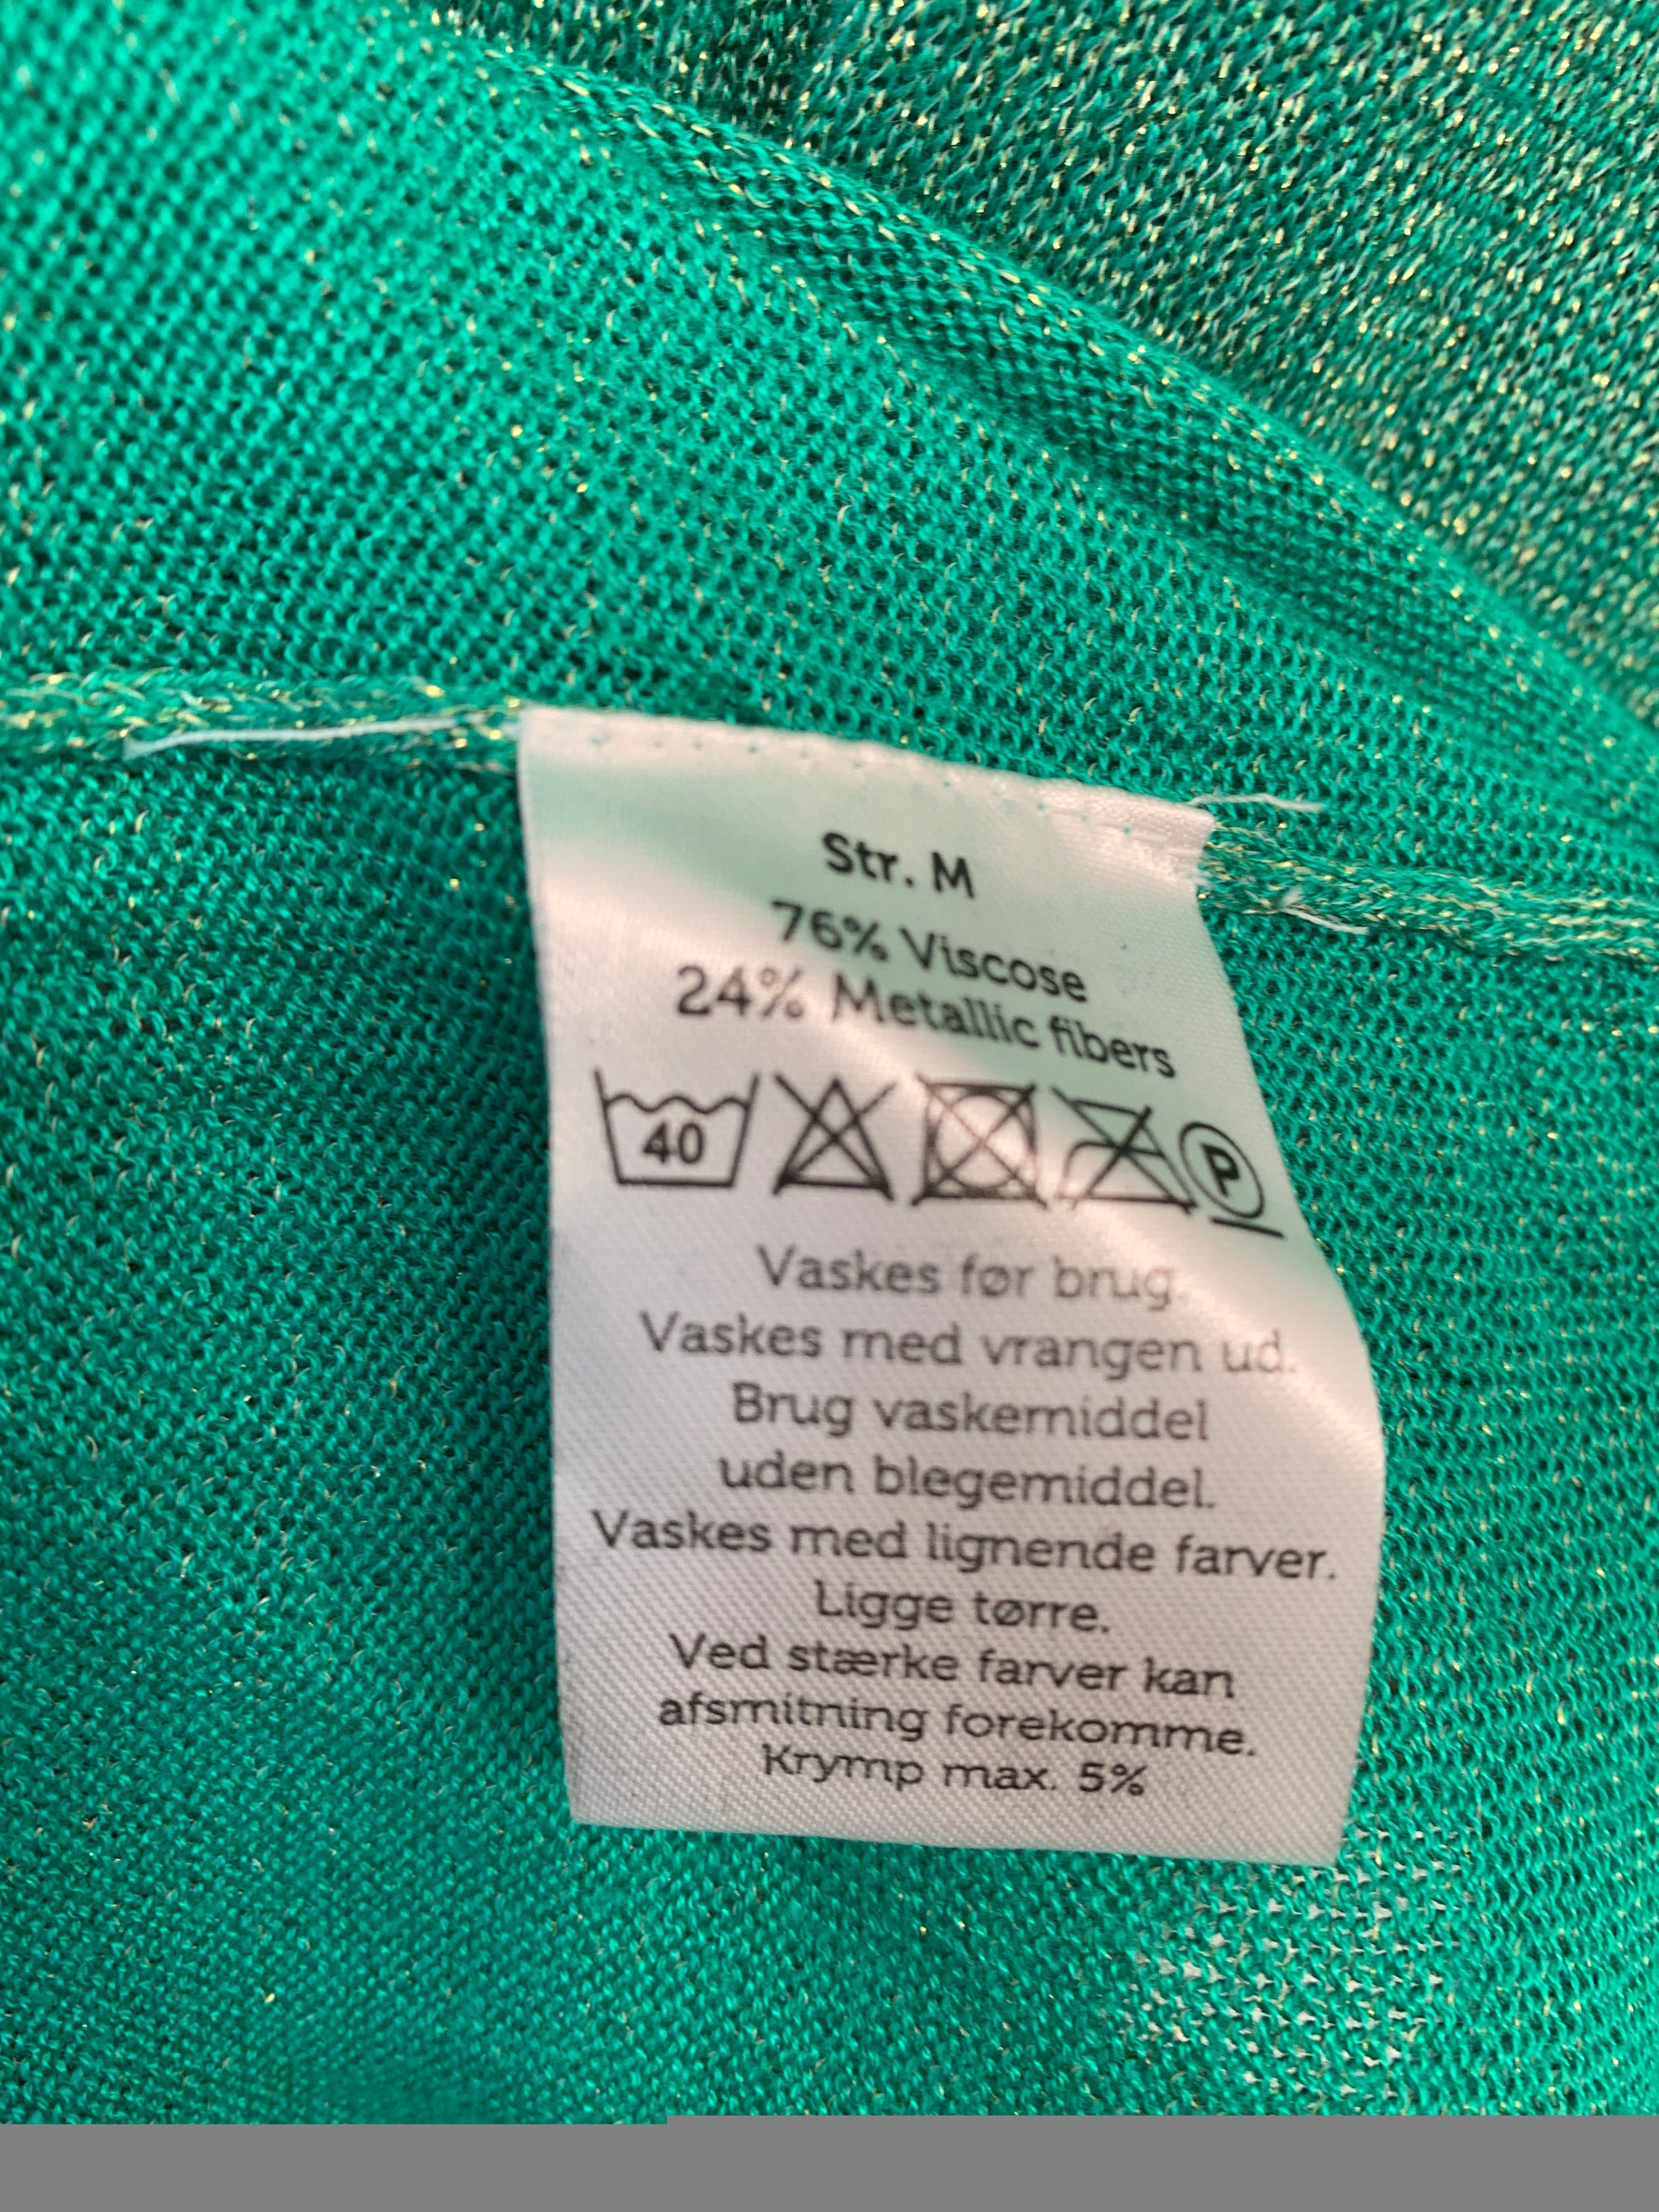 Str. M
76% Viscose
24% Metallic fibers
40 P
Vaskes før brug.
Vaskes med vrangen ud.
Brug vaskemiddel
uden blegemiddel.
Vaskes med lignende farver.
Ligge tørre.
Ved stærke farver kan
afsmitning forekomme.
Krymp max. 5%